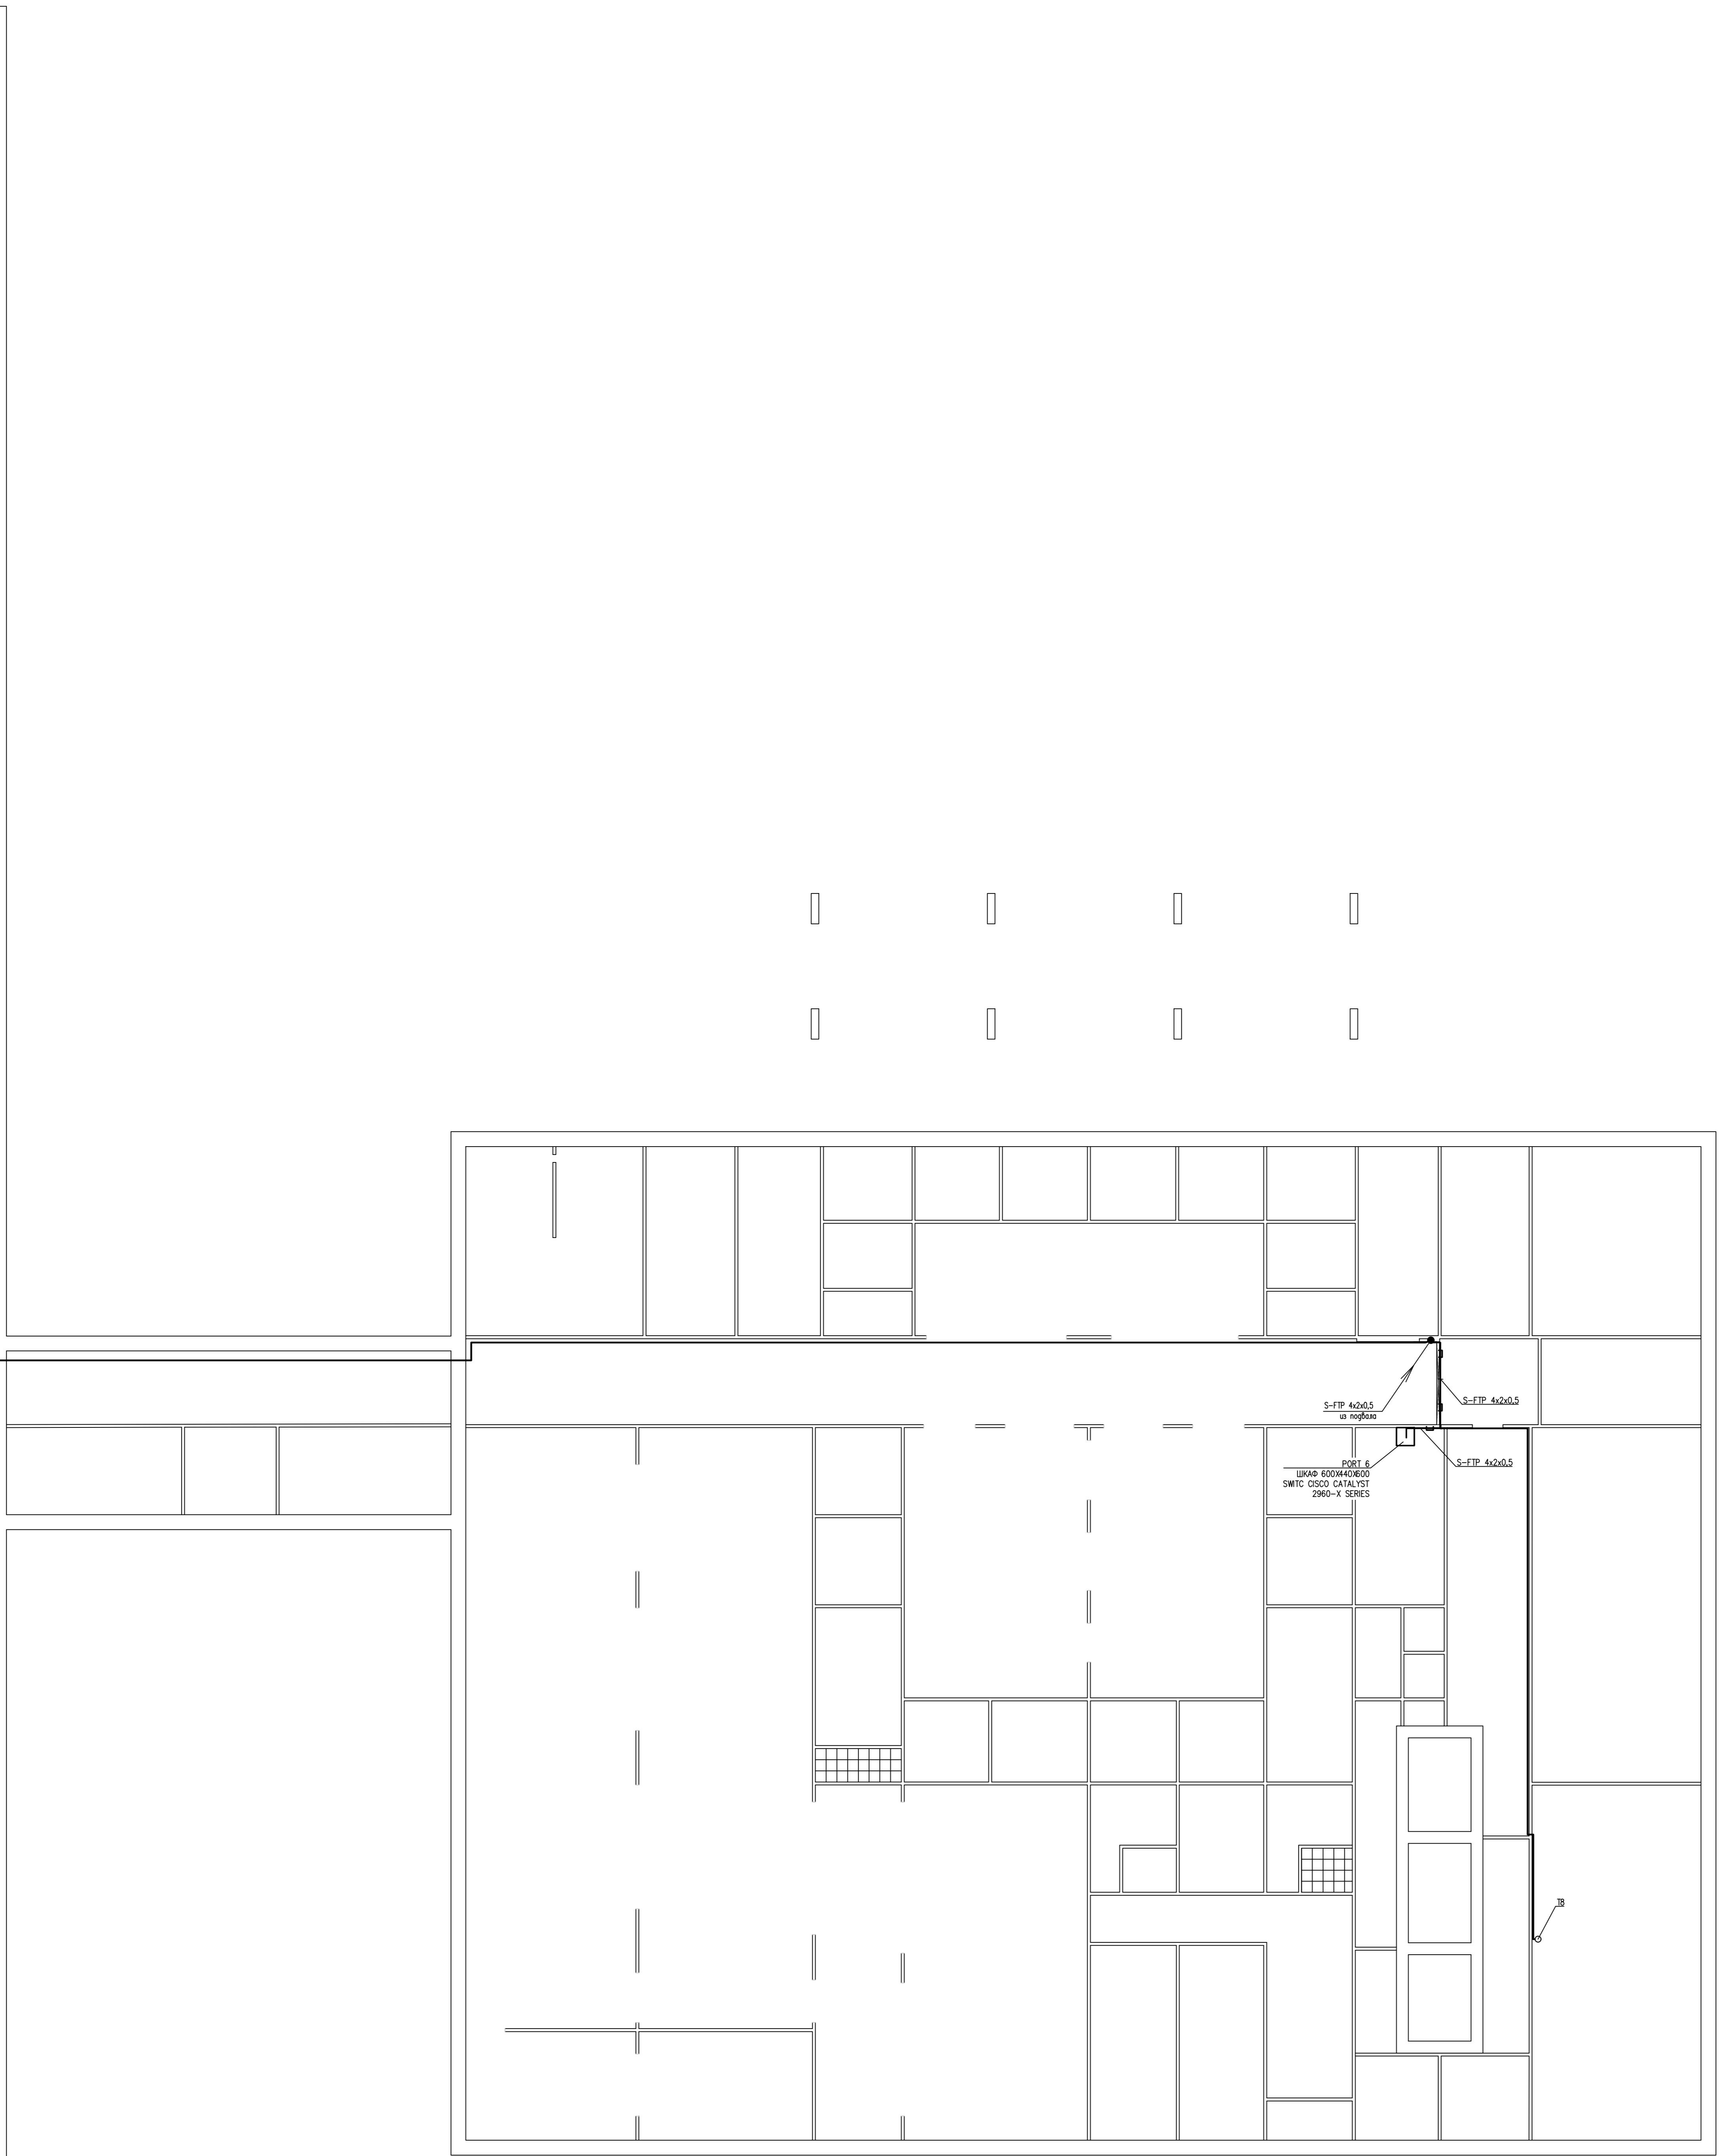 S-FTP 4x2x0,5
из подвала
S-FTP 4x2x0,5
PORT 6
ШКАФ 600X440X600
SWITC CISCO CATALYST
2960-X SERIES
S-FTP 4x2x0,5
T8